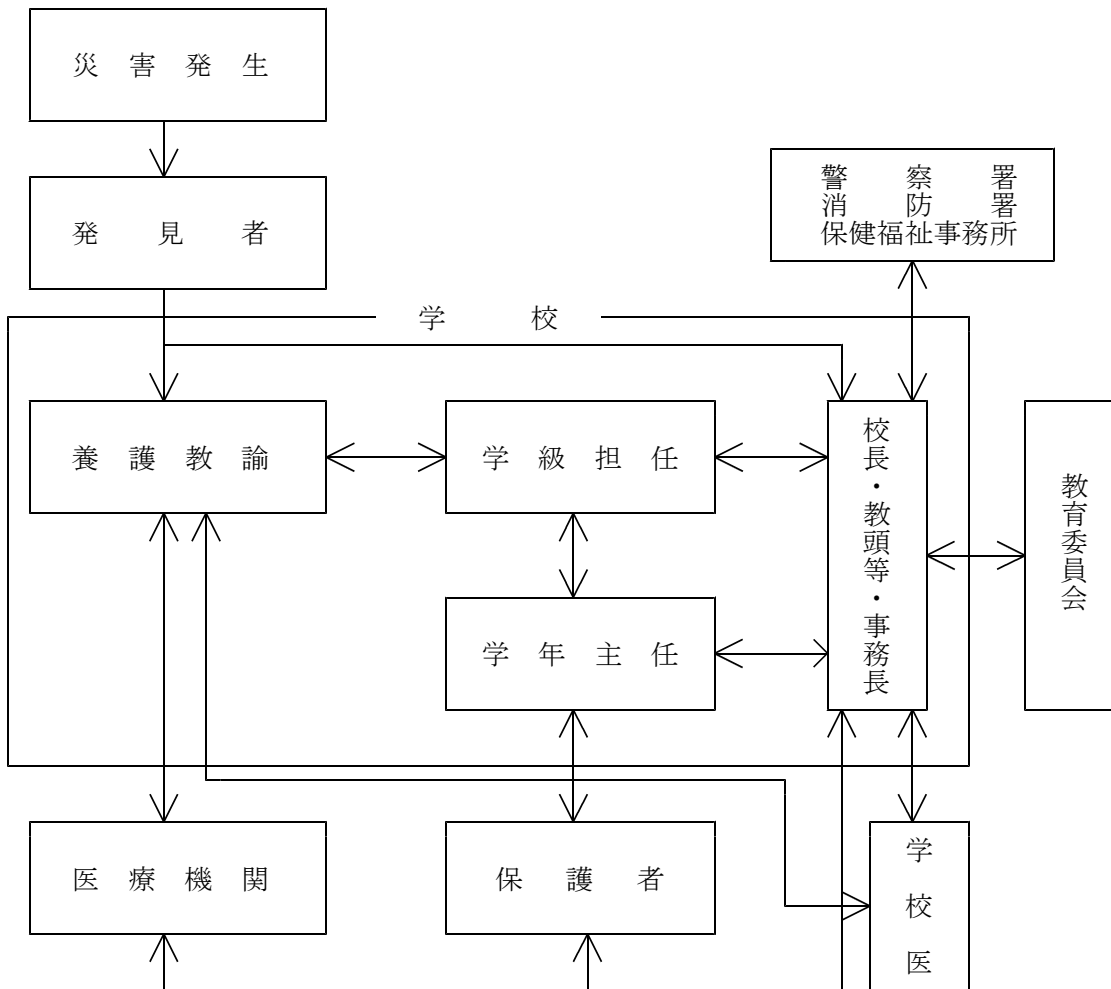 災害発生
発見者
警察署
消防署
保健福祉事務所
学校
養護教諭
学級担任
校長・教頭等・事務長
教育委員会
学年主任
医療機関
保護者
学校医